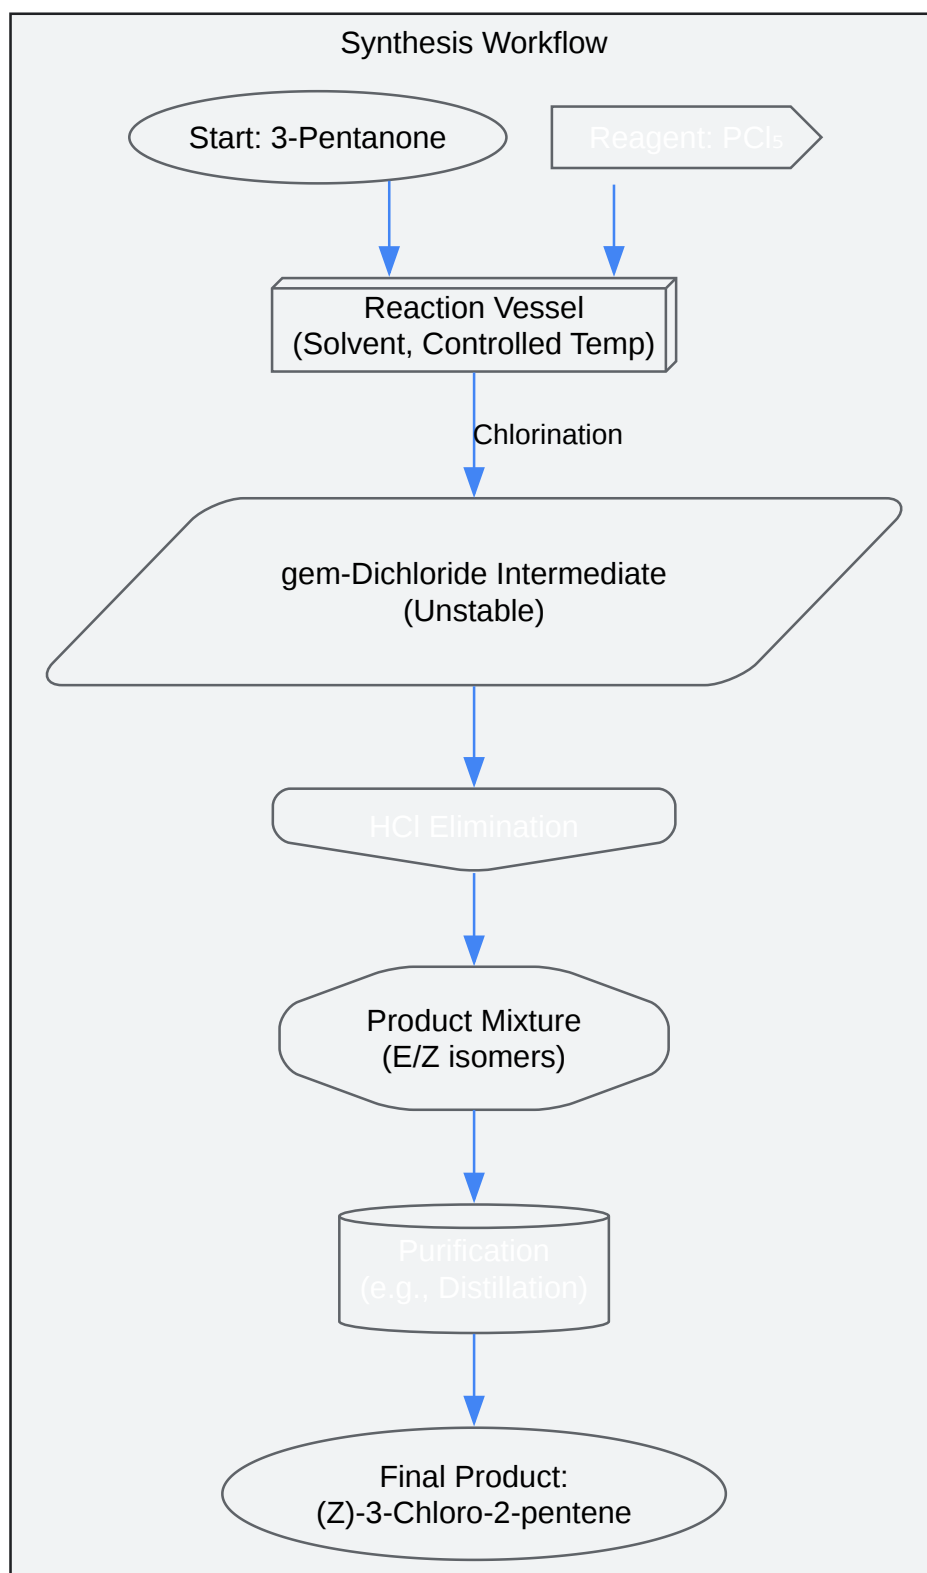 Synthesis Workflow
Start: 3-Pentanone
Reagent: PCl₅
Reaction Vessel
(Solvent, Controlled Temp)
Chlorination
gem-Dichloride Intermediate
(Unstable)
HCl Elimination
Product Mixture
(E/Z isomers)
Purification
(e.g., Distillation)
Final Product:
(Z)-3-Chloro-2-pentene